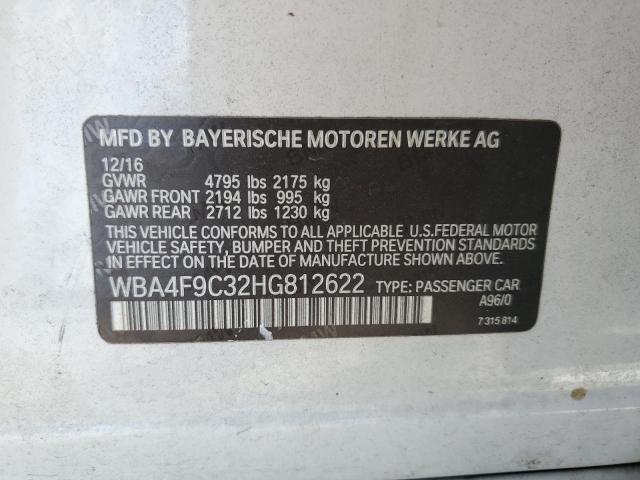 MFD BY BAYERISCHE MOTOREN WERKE AG
12/16
GVWR 4795 lbs 2175 kg
GAWR FRONT 2194 lbs 995 kg
GAWR REAR 2712 lbs 1230 kg
THIS VEHICLE CONFORMS TO ALL APPLICABLE U.S.FEDERAL MOTOR
VEHICLE SAFETY, BUMPER AND THEFT PREVENTION STANDARDS
IN EFFECT ON THE DATE OF MANUFACTURE SHOWN ABOVE.
WBA4F9C32HG812622 TYPE: PASSENGER CAR
A96/0
7 315 814